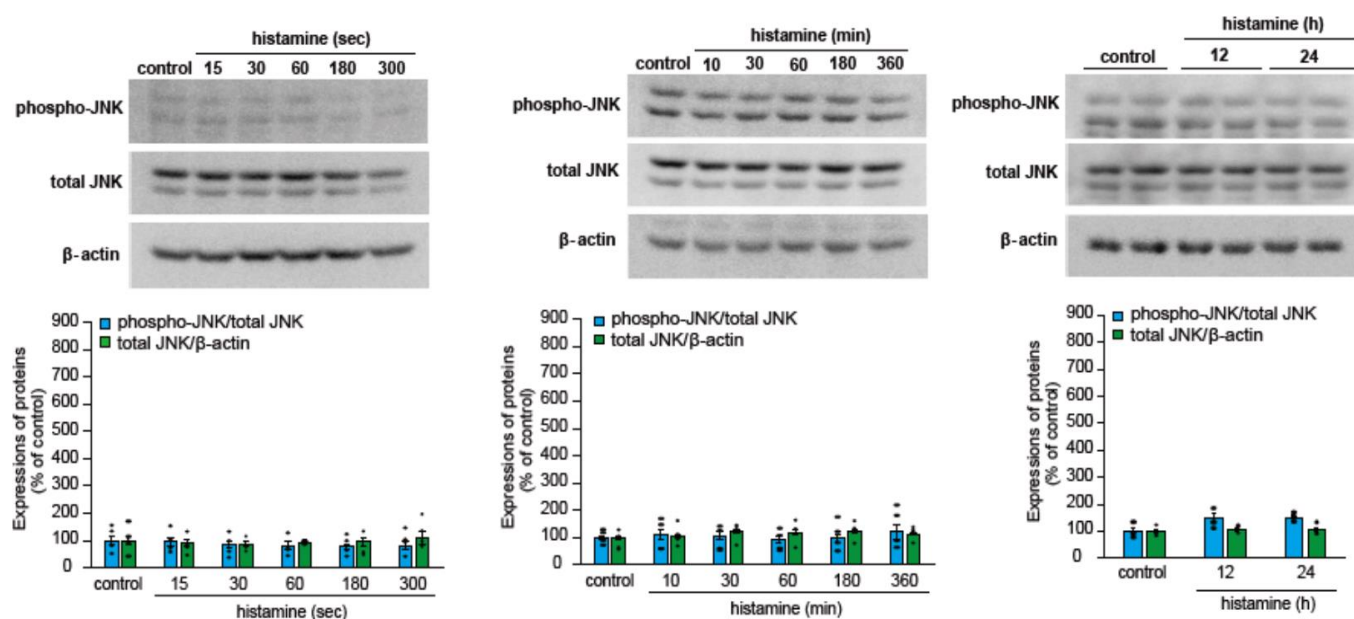 histamine (sec)
control 15 30 60 180 300
phospho-JNK
total JNK
β-actin
900
800
700
600
500
400
300
200
100
0
Expressions of proteins
(% of control)
phospho-JNK/total JNK
total JNK/β-actin
control 15 30 60 180 300
histamine (sec)
histamine (min)
control 10 30 60 180 360
phospho-JNK
total JNK
β-actin
900
800
700
600
500
400
300
200
100
0
Expressions of proteins
(% of control)
phospho-JNK/total JNK
total JNK/β-actin
control 10 30 60 180 360
histamine (min)
histamine (h)
control 12 24
phospho-JNK
total JNK
β-actin
900
800
700
600
500
400
300
200
100
0
Expressions of proteins
(% of control)
phospho-JNK/total JNK
total JNK/β-actin
control 12 24
histamine (h)